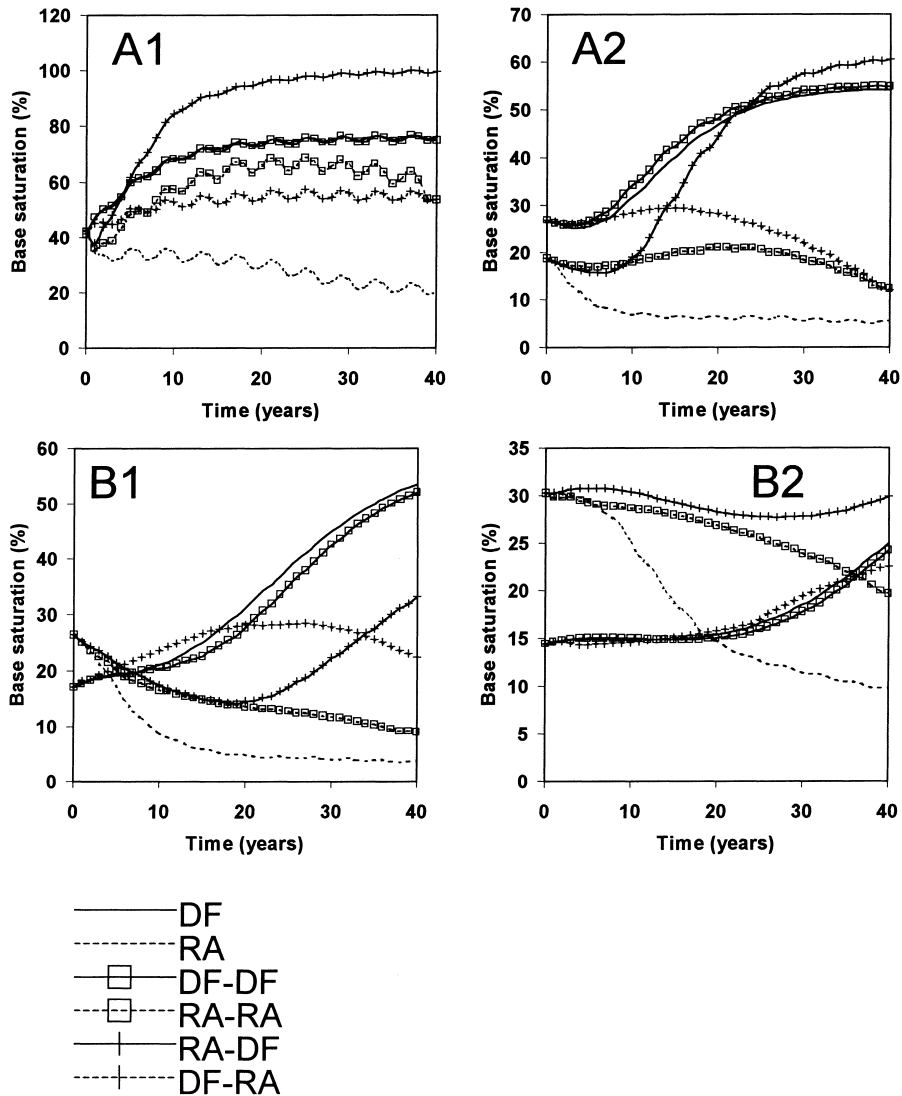 A1
120
100
80
60
40
20
0
Base saturation (%)
0 10 20 30 40
Time (years)
A2
70
60
50
40
30
20
10
0
Base saturation (%)
0 10 20 30 40
Time (years)
B1
60
50
40
30
20
10
0
Base saturation (%)
0 10 20 30 40
Time (years)
B2
35
30
25
20
15
10
5
0
Base saturation (%)
0 10 20 30 40
Time (years)
DF
RA
DF-DF
RA-RA
RA-DF
DF-RA